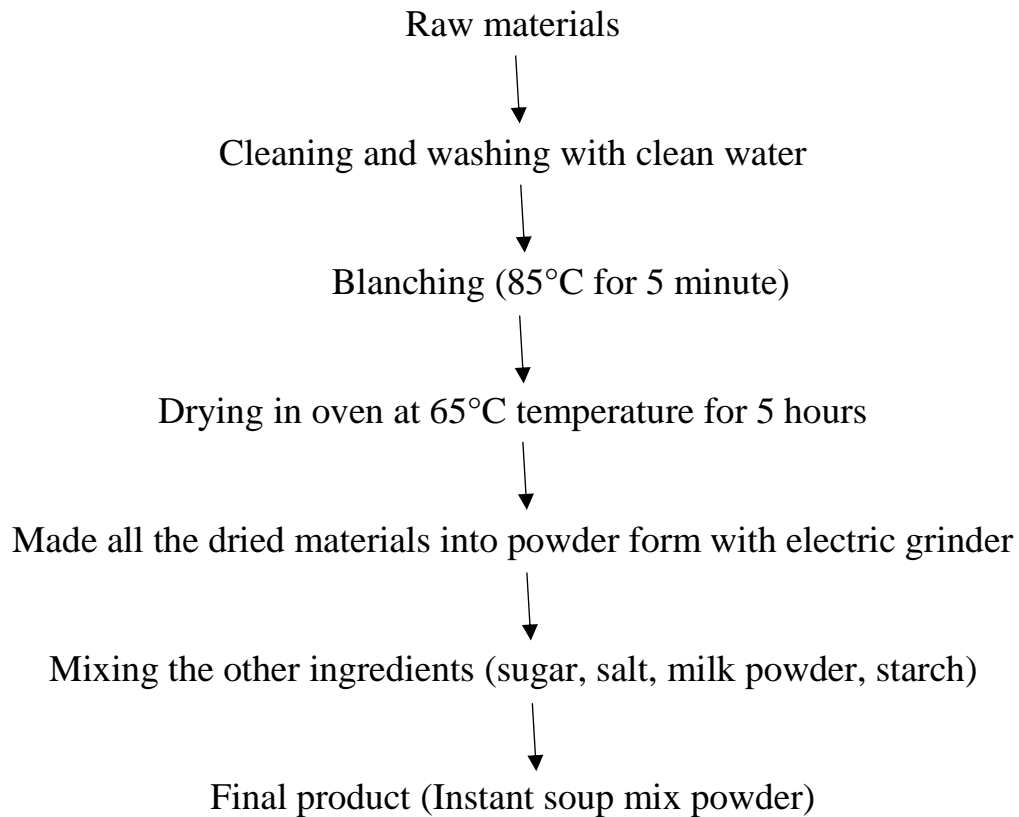 Raw materials
Cleaning and washing with clean water
Blanching (85°C for 5 minute)
Drying in oven at 65°C temperature for 5 hours
Made all the dried materials into powder form with electric grinder
Mixing the other ingredients (sugar, salt, milk powder, starch)
Final product (Instant soup mix powder)